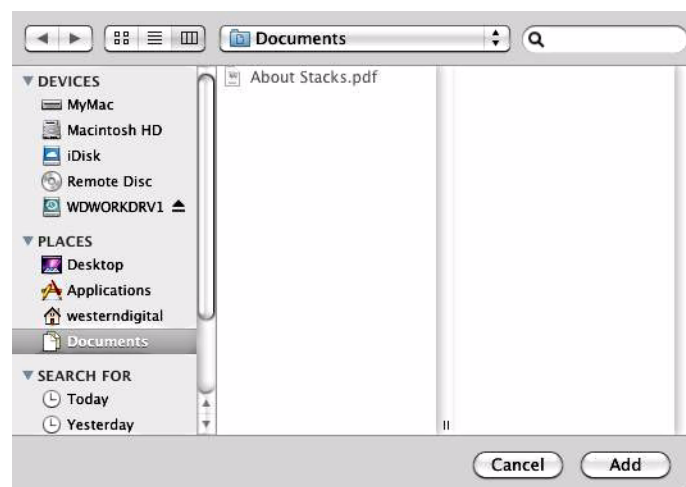 Documents
DEVICES
MyMac
Macintosh HD
iDisk
Remote Disc
WDWORKDRV1
PLACES
Desktop
Applications
westerndigital
Documents
SEARCH FOR
Today
Yesterday
About Stacks.pdf
Cancel
Add